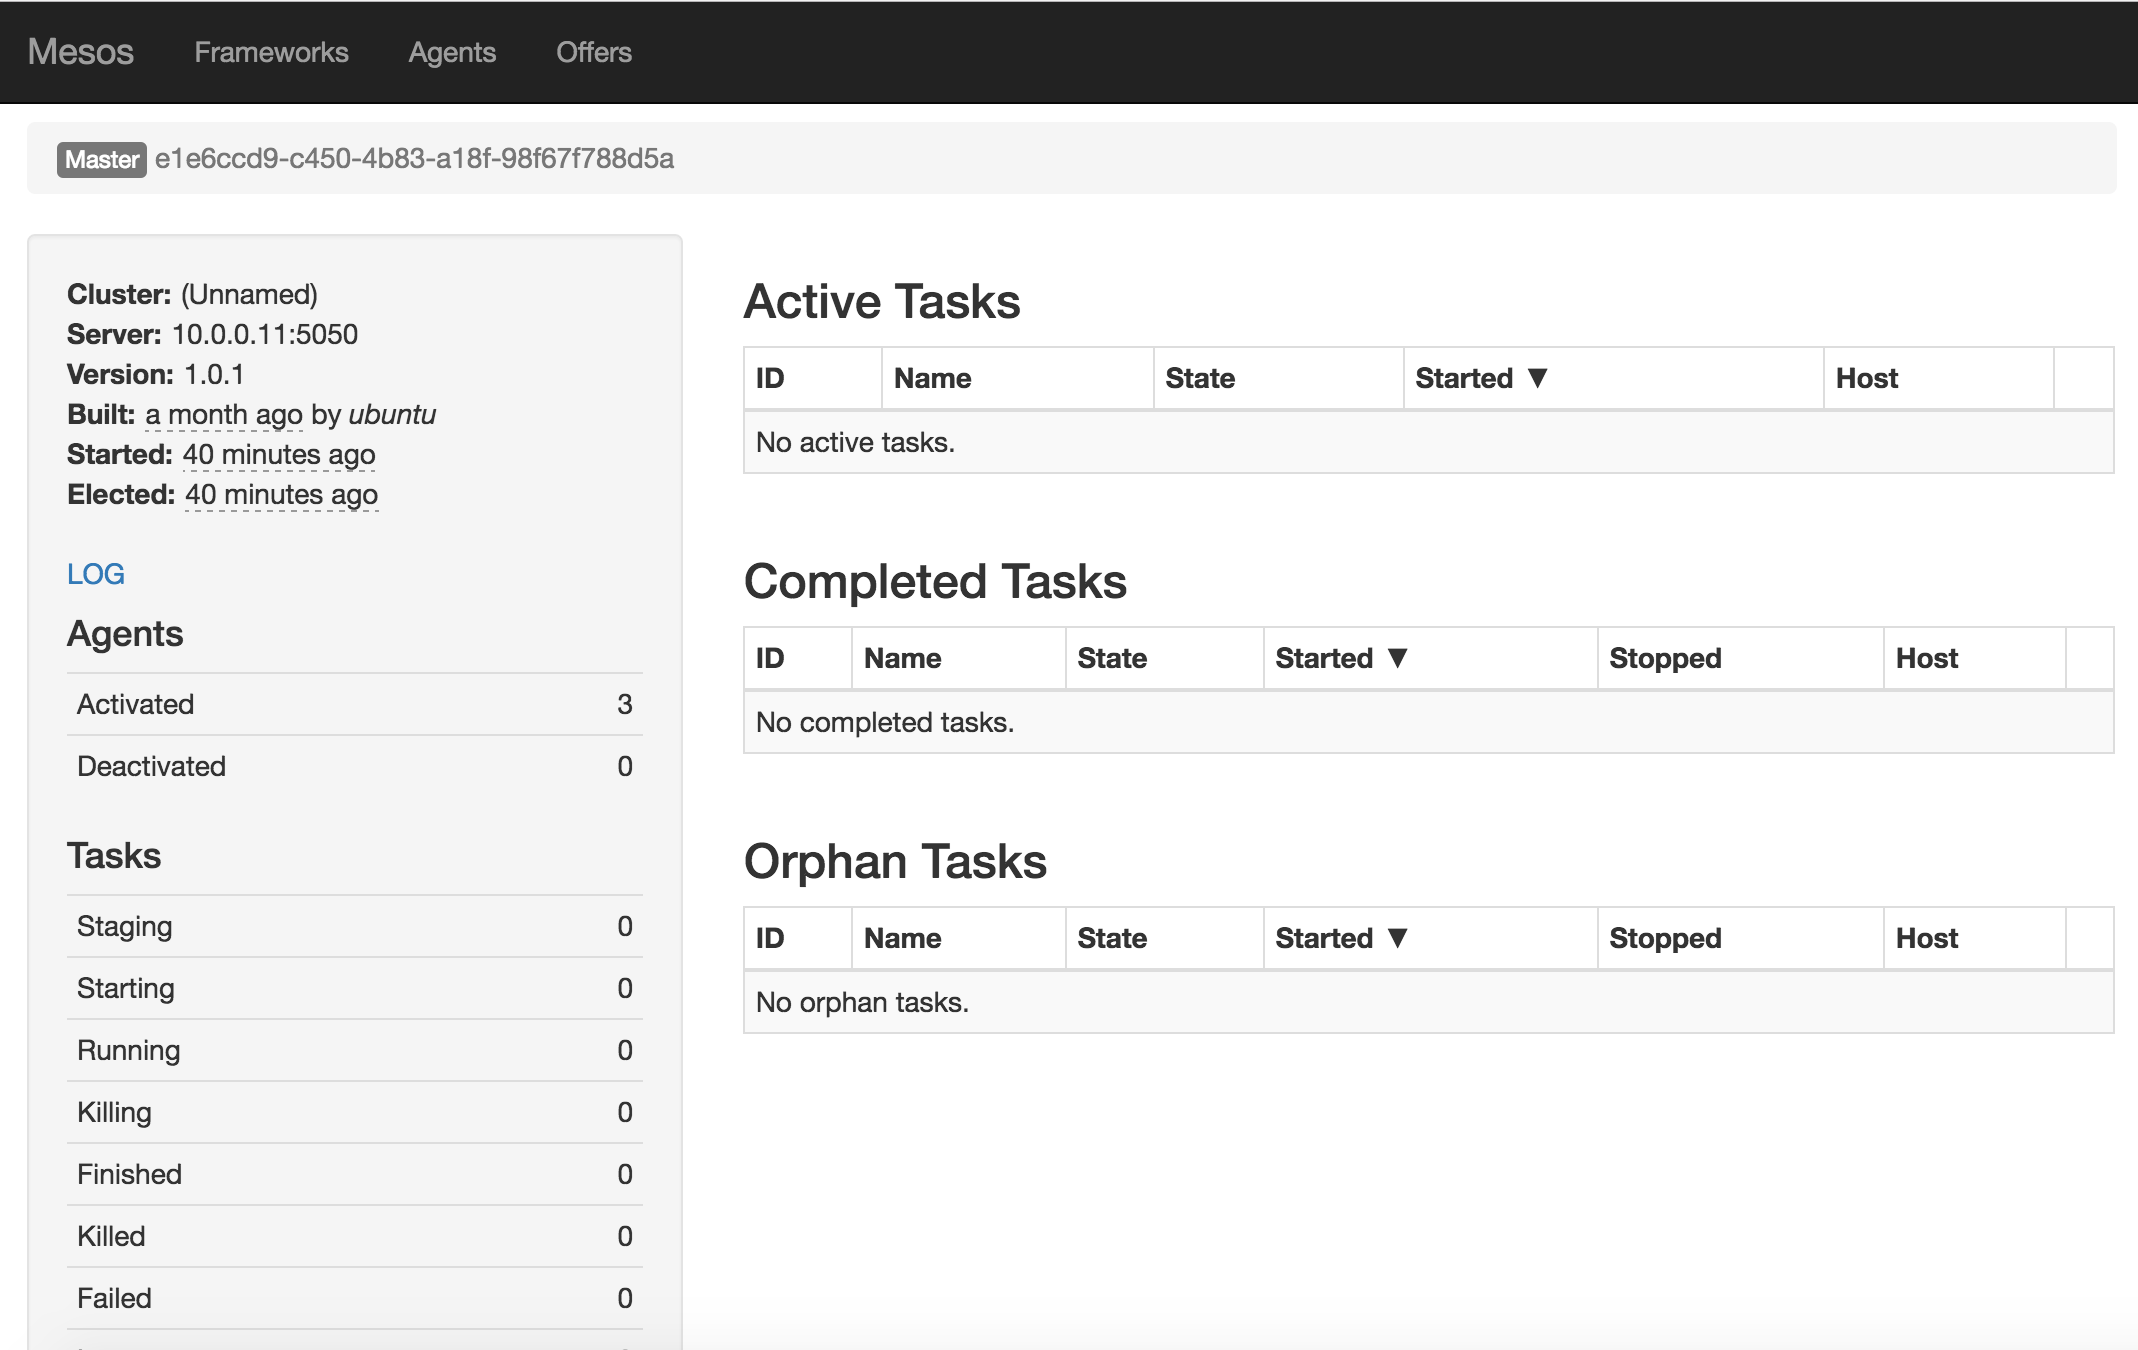 Mesos Frameworks Agents Offers
Master e1e6ccd9-c450-4b83-a18f-98f67f788d5a
Cluster: (Unnamed)
Server: 10.0.0.11:5050
Version: 1.0.1
Built: a month ago by ubuntu
Started: 40 minutes ago
Elected: 40 minutes ago
LOG
Agents
Activated 3
Deactivated 0
Tasks
Staging 0
Starting 0
Running 0
Killing 0
Finished 0
Killed 0
Failed 0
Active Tasks
ID Name State Started ▼ Host
No active tasks.
Completed Tasks
ID Name State Started ▼ Stopped Host
No completed tasks.
Orphan Tasks
ID Name State Started ▼ Stopped Host
No orphan tasks.